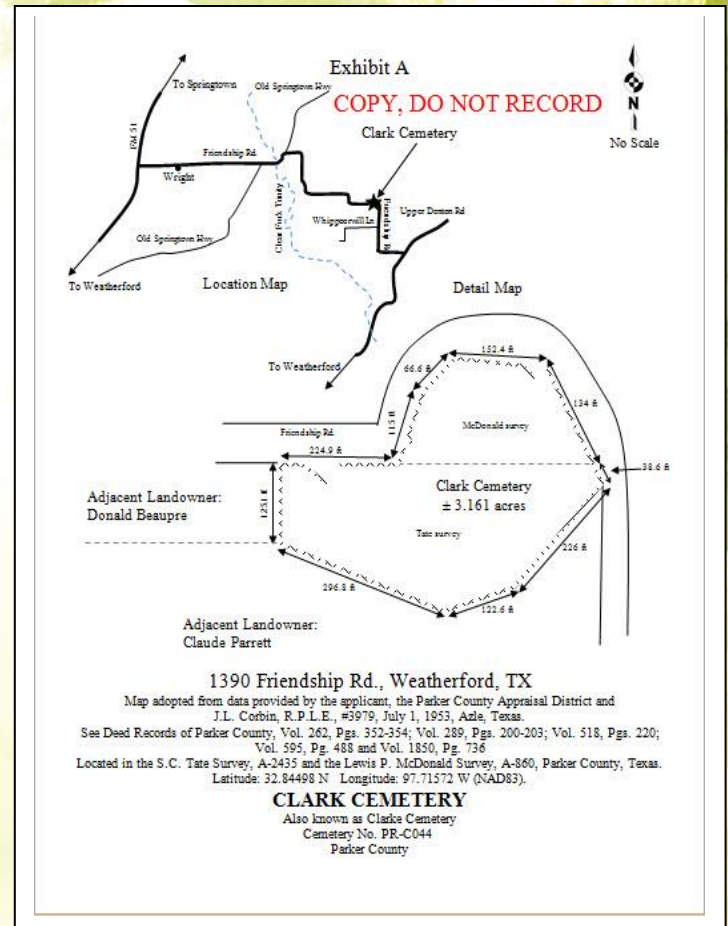 Exhibit A
COPY, DO NOT RECORD
N
No Scale
To Springtown
Old Springtown Hwy
Clark Cemetery
FM 51
Friendship Rd.
Wright
Clear Fork Trinity
Whippoorwill Ln
Friendship R
Upper Denton Rd
Old Springtown Hwy
To Weatherford
Location Map
Detail Map
To Weatherford
152.4 ft
66.6 ft
134 ft
115 ft
McDonald survey
Friendship Rd.
224.9 ft
38.6 ft
Clark Cemetery
± 3.161 acres
Adjacent Landowner:
Donald Beaupre
Tate survey
226 ft
296.8 ft
122.6 ft
Adjacent Landowner:
Claude Parrett
1390 Friendship Rd., Weatherford, TX
Map adopted from data provided by the applicant, the Parker County Appraisal District and
J.L. Corbin, R.P.L.E., #3979, July 1, 1953, Azle, Texas.
See Deed Records of Parker County, Vol. 262, Pgs. 352-354; Vol. 289, Pgs. 200-203; Vol. 518, Pgs. 220;
Vol. 595, Pg. 488 and Vol. 1850, Pg. 736
Located in the S.C. Tate Survey, A-2435 and the Lewis P. McDonald Survey, A-860, Parker County, Texas.
Latitude: 32.84498 N Longitude: 97.71572 W (NAD83).
CLARK CEMETERY
Also known as Clarke Cemetery
Cemetery No. PR-C044
Parker County